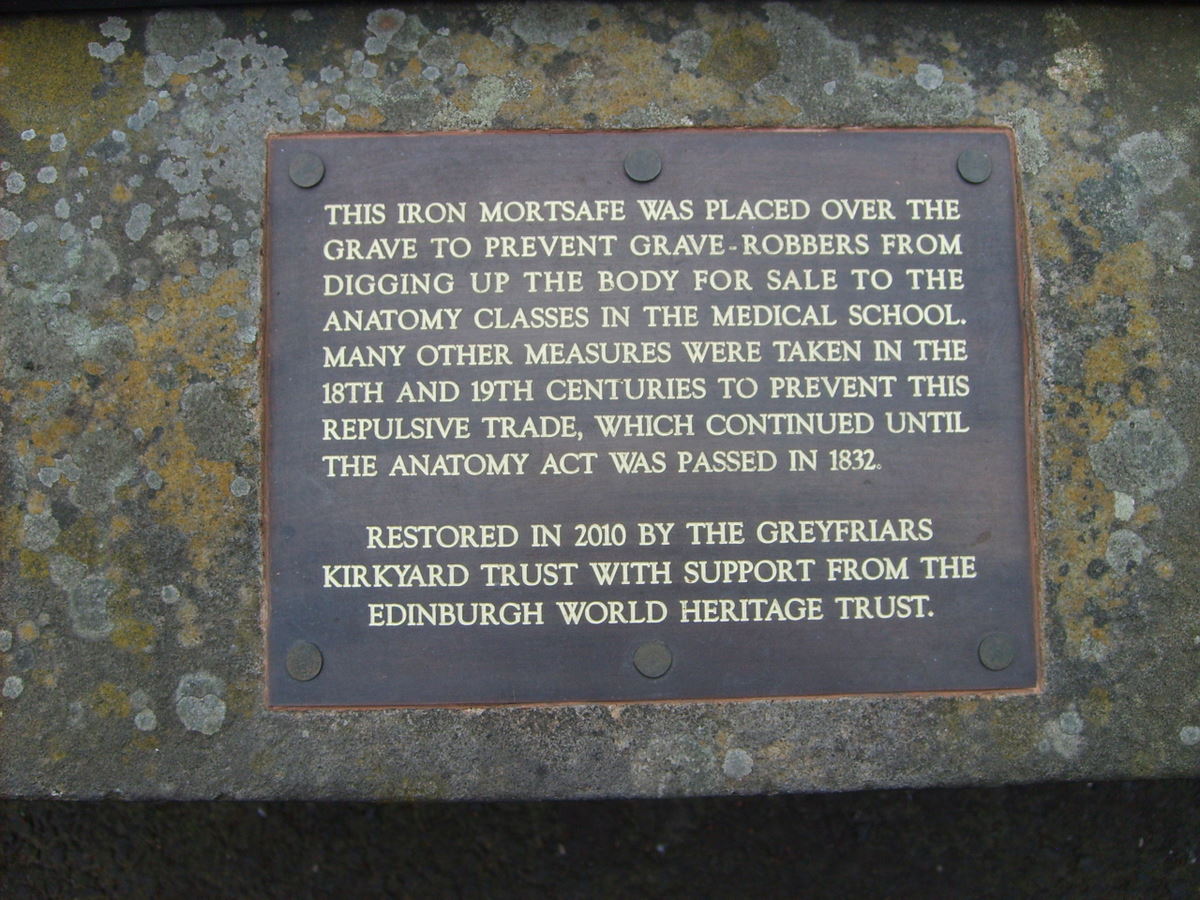 THIS IRON MORTSAFE WAS PLACED OVER THE
GRAVE TO PREVENT GRAVE-ROBBERS FROM
DIGGING UP THE BODY FOR SALE TO THE
ANATOMY CLASSES IN THE MEDICAL SCHOOL.
MANY OTHER MEASURES WERE TAKEN IN THE
18TH AND 19TH CENTURIES TO PREVENT THIS
REPULSIVE TRADE, WHICH CONTINUED UNTIL
THE ANATOMY ACT WAS PASSED IN 1832.
RESTORED IN 2010 BY THE GREYFRIARS
KIRKYARD TRUST WITH SUPPORT FROM THE
EDINBURGH WORLD HERITAGE TRUST.